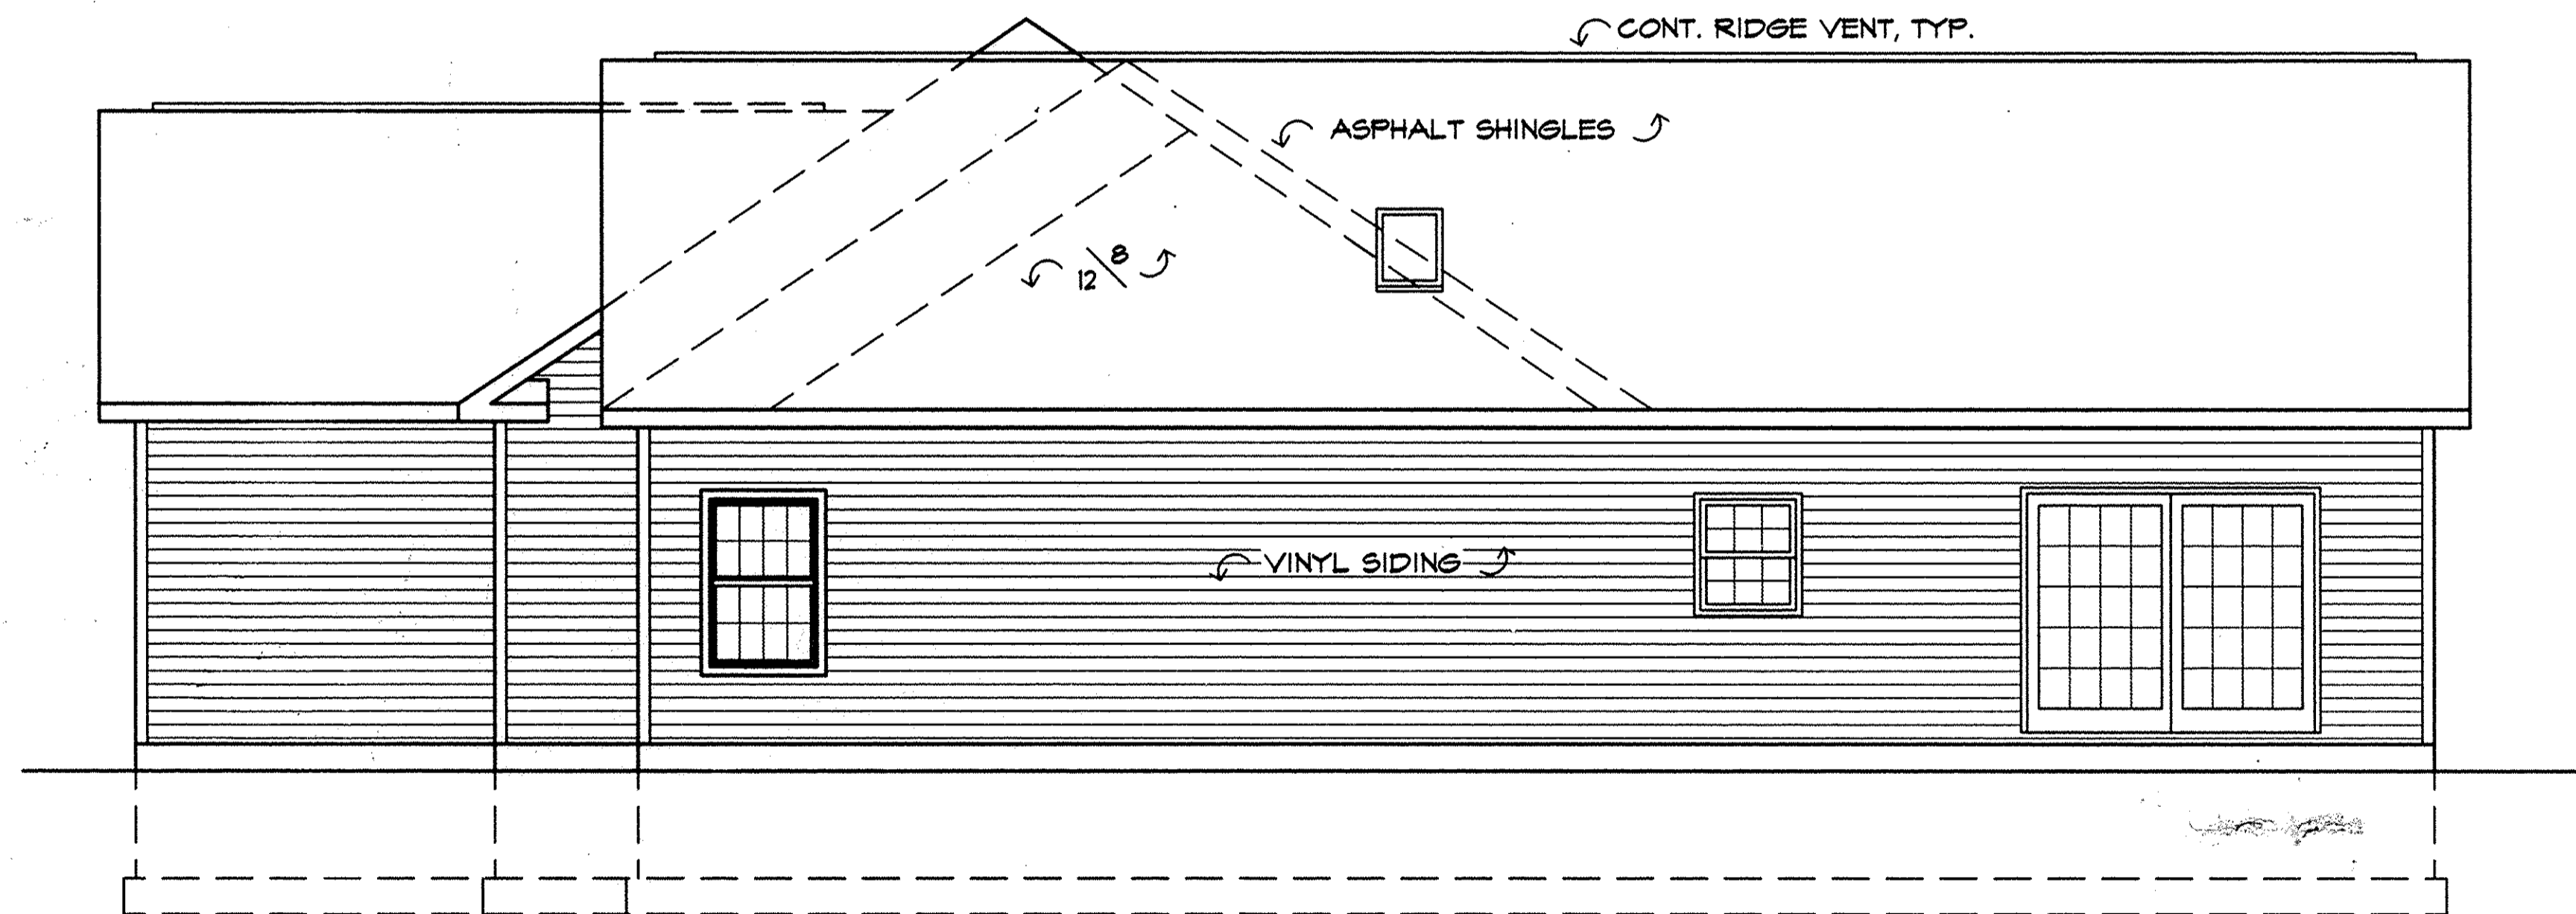 CONT. RIDGE VENT, TYP.
ASPHALT SHINGLES
8
12
VINYL SIDING